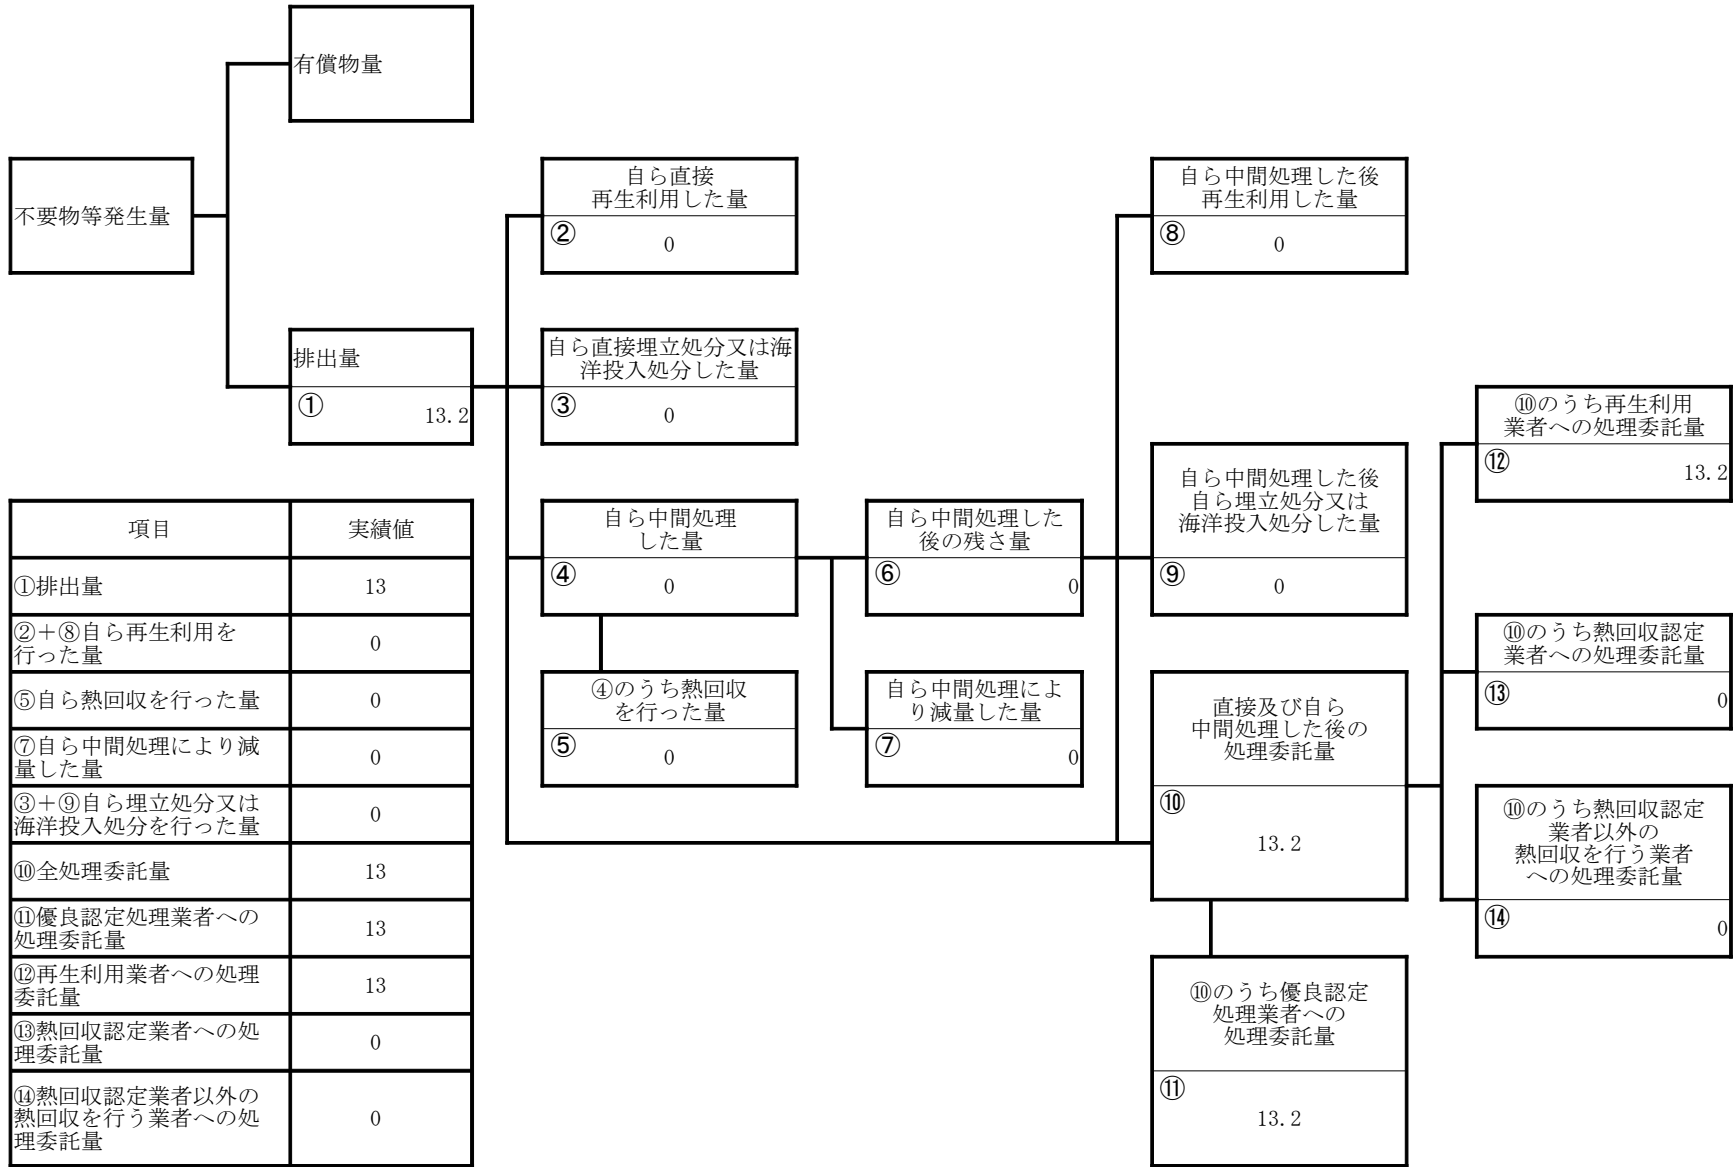 有償物量
不要物等発生量
排出量
①
13.2
自ら直接
再生利用した量
②
0
自ら直接埋立処分又は海
洋投入処分した量
③
0
自ら中間処理
した量
④
0
④のうち熱回収
を行った量
⑤
0
自ら中間処理した
後の残さ量
⑥
0
自ら中間処理によ
り減量した量
⑦
0
自ら中間処理した後
再生利用した量
⑧
0
自ら中間処理した後
自ら埋立処分又は
海洋投入処分した量
⑨
0
直接及び自ら
中間処理した後の
処理委託量
⑩
13.2
⑩のうち優良認定
処理業者への
処理委託量
⑪
13.2
⑩のうち再生利用
業者への処理委託量
⑫
13.2
⑩のうち熱回収認定
業者への処理委託量
⑬
0
⑩のうち熱回収認定
業者以外の
熱回収を行う業者
への処理委託量
⑭
0
項目 実績値
①排出量 13
②＋⑧自ら再生利用を
行った量 0
⑤自ら熱回収を行った量 0
⑦自ら中間処理により減
量した量 0
③＋⑨自ら埋立処分又は
海洋投入処分を行った量 0
⑩全処理委託量 13
⑪優良認定処理業者への
処理委託量 13
⑫再生利用業者への処理
委託量 13
⑬熱回収認定業者への処
理委託量 0
⑭熱回収認定業者以外の
熱回収を行う業者への処
理委託量 0